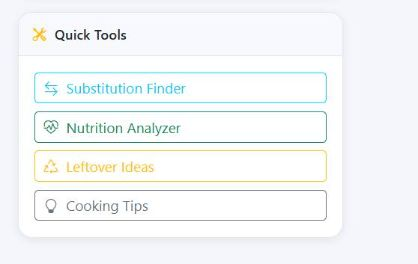 Quick Tools
Substitution Finder
Nutrition Analyzer
Leftover Ideas
Cooking Tips